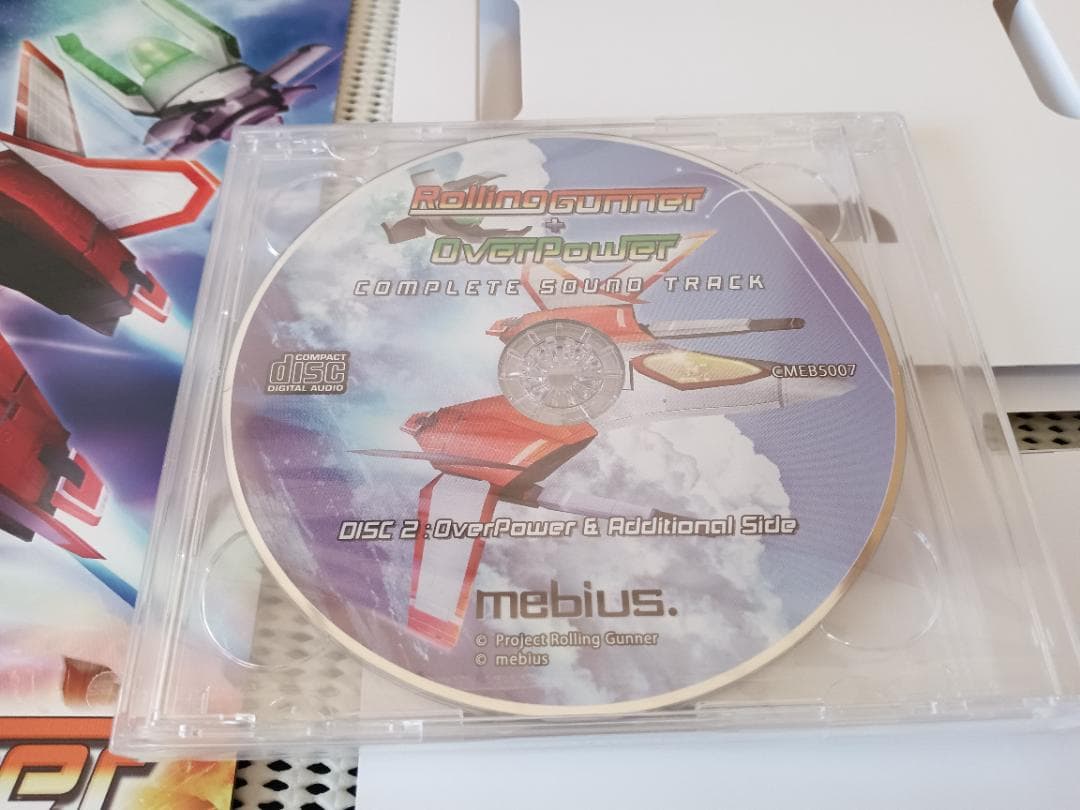 Rolling Gunner
+
OverPower
COMPLETE SOUND TRACK
COMPACT
disc
DIGITAL AUDIO
CMEB5007
DISC 2 : OverPower & Additional Side
mebius.
© Project Rolling Gunner
© mebius
er